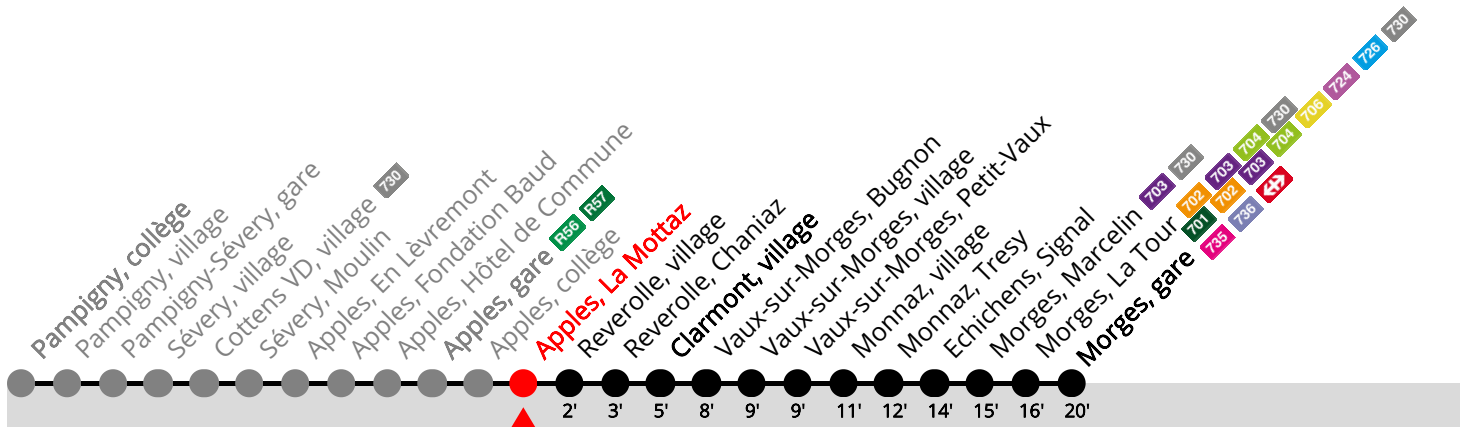 Pampigny, collège
Pampigny, village
Pampigny-Sévery, gare
Sévery, village
Cottens VD, village 730
Sévery, Moulin
Apples, En Lèvremont
Apples, Fondation Baud
Apples, Hôtel de Commune
Apples, gare R56 R57
Apples, collège
Apples, La Mottaz
Reverolle, village
Reverolle, Chaniaz
Clarmont, village
Vaux-sur-Morges, Bugnon
Vaux-sur-Morges, village
Vaux-sur-Morges, Petit-Vaux
Monnaz, village
Monnaz, Tresy
Echichens, Signal
Morges, Marcelin 703 730
Morges, La Tour 702 703 704 730
Morges, gare 701 702 703 704 706 724 726 730
735 736
2' 3' 5' 8' 9' 9' 11' 12' 14' 15' 16' 20'